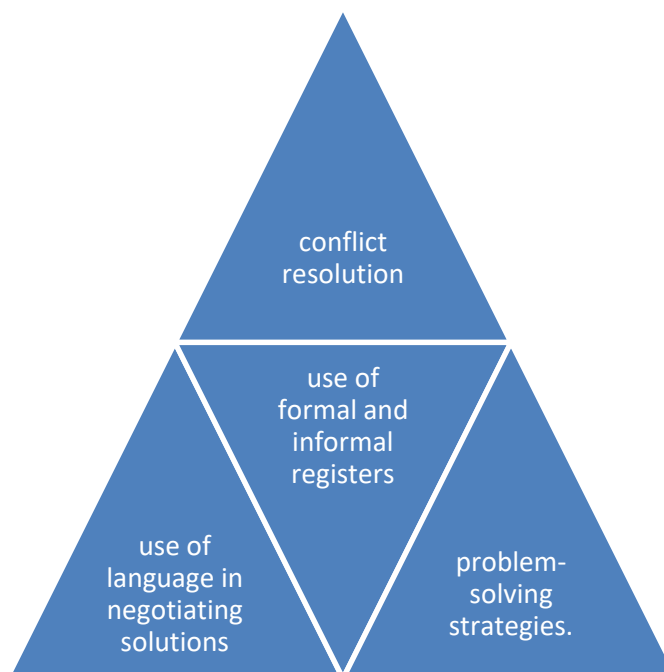 conflict
resolution
use of
formal and
informal
registers
use of
language in
negotiating
solutions
problem-
solving
strategies.